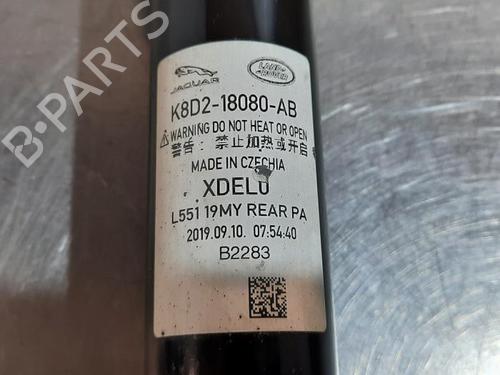 JAGUAR
LAND ROVER
K8D2-18080-AB
WARNING DO NOT HEAT OR OPEN
警告：禁止加热或开启
MADE IN CZECHIA
XDELU
L551 19MY REAR PA
2019.09.10. 07:54:40
B2283
B-PARTS